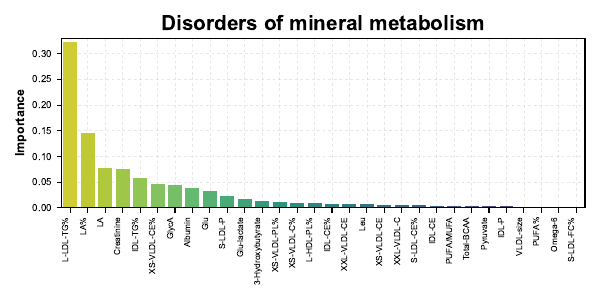 Disorders of mineral metabolism
Importance
0.30
0.25
0.20
0.15
0.10
0.05
0.00
L-LDL-TG%
LA%
LA
Creatinine
IDL-TG%
XS-VLDL-CE%
GlycA
Albumin
Glu
S-LDL-P
Glu-lactate
3-Hydroxybutyrate
XS-VLDL-PL%
XS-VLDL-C%
L-HDL-PL%
IDL-CE%
XXL-VLDL-CE
Leu
XS-VLDL-CE
XXL-VLDL-C
S-LDL-CE%
IDL-CE
PUFA/MUFA
Total-BCAA
Pyruvate
IDL-P
VLDL-size
PUFA%
Omega-6
S-LDL-FC%